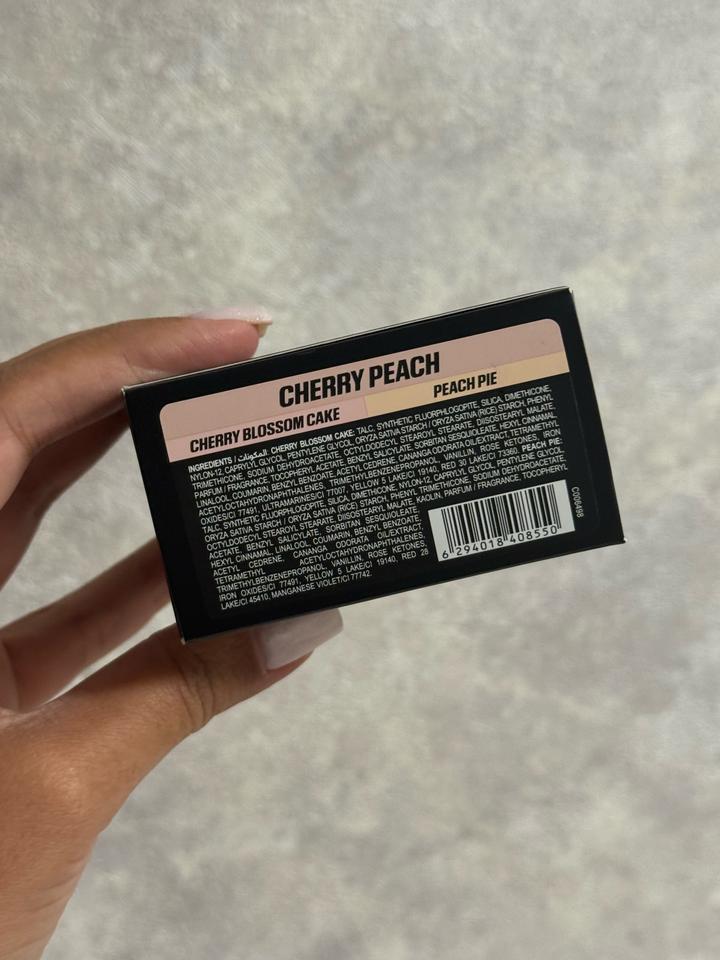 CHERRY PEACH
CHERRY BLOSSOM CAKE
PEACH PIE
INGREDIENTS / المكونات: CHERRY BLOSSOM CAKE: TALC, SYNTHETIC FLUORPHLOGOPITE, SILICA, DIMETHICONE,
NYLON-12, CAPRYLYL GLYCOL, PENTYLENE GLYCOL, ORYZA SATIVA STARCH / ORYZA SATIVA (RICE) STARCH, PHENYL
TRIMETHICONE, SODIUM DEHYDROACETATE, OCTYLDODECYL STEAROYL STEARATE, DIISOSTEARYL MALATE,
PARFUM / FRAGRANCE, TOCOPHERYL ACETATE, BENZYL SALICYLATE, SORBITAN SESQUIOLEATE, HEXYL CINNAMAL,
LINALOOL, COUMARIN, BENZYL BENZOATE, ACETYL CEDRENE, CANANGA ODORATA OIL/EXTRACT, TETRAMETHYL
ACETYLOCTAHYDRONAPHTHALENES, TRIMETHYLBENZENEPROPANOL, VANILLIN, ROSE KETONES, IRON
OXIDES/CI 77491, ULTRAMARINES/CI 77007, YELLOW 5 LAKE/CI 19140, RED 30 LAKE/CI 73360. PEACH PIE:
TALC, SYNTHETIC FLUORPHLOGOPITE, SILICA, DIMETHICONE, NYLON-12, CAPRYLYL GLYCOL, PENTYLENE GLYCOL,
ORYZA SATIVA STARCH / ORYZA SATIVA (RICE) STARCH, PHENYL TRIMETHICONE, SODIUM DEHYDROACETATE,
OCTYLDODECYL STEAROYL STEARATE, DIISOSTEARYL MALATE, KAOLIN, PARFUM / FRAGRANCE, TOCOPHERYL
ACETATE, BENZYL SALICYLATE, SORBITAN SESQUIOLEATE,
HEXYL CINNAMAL, LINALOOL, COUMARIN, BENZYL BENZOATE,
ACETYL CEDRENE, CANANGA ODORATA OIL/EXTRACT,
TETRAMETHYL ACETYLOCTAHYDRONAPHTHALENES,
TRIMETHYLBENZENEPROPANOL, VANILLIN, ROSE KETONES,
IRON OXIDES/CI 77491, YELLOW 5 LAKE/CI 19140, RED 28
LAKE/CI 45410, MANGANESE VIOLET/CI 77742.
6 294018 408550
C006498